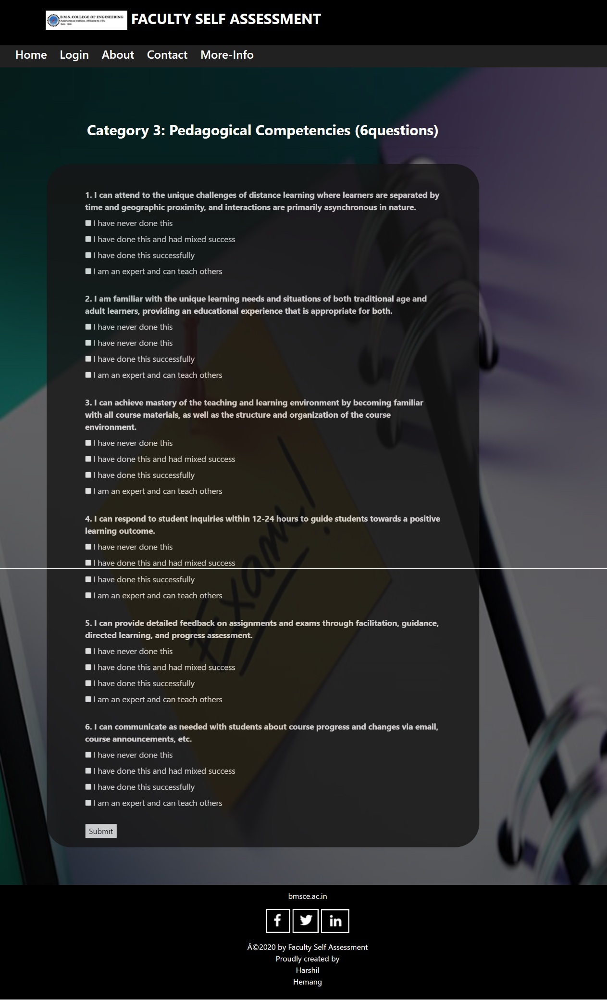 B.M.S. COLLEGE OF ENGINEERING
Autonomous Institute, Affiliated to VTU
Estd. 1946
FACULTY SELF ASSESSMENT
Home Login About Contact More-Info
Category 3: Pedagogical Competencies (6questions)
1. I can attend to the unique challenges of distance learning where learners are separated by
time and geographic proximity, and interactions are primarily asynchronous in nature.
I have never done this
I have done this and had mixed success
I have done this successfully
I am an expert and can teach others
2. I am familiar with the unique learning needs and situations of both traditional age and
adult learners, providing an educational experience that is appropriate for both.
I have never done this
I have never done this
I have done this successfully
I am an expert and can teach others
3. I can achieve mastery of the teaching and learning environment by becoming familiar
with all course materials, as well as the structure and organization of the course
environment.
I have never done this
I have done this and had mixed success
I have done this successfully
I am an expert and can teach others
4. I can respond to student inquiries within 12-24 hours to guide students towards a positive
learning outcome.
I have never done this
I have done this and had mixed success
I have done this successfully
I am an expert and can teach others
Exam!
5. I can provide detailed feedback on assignments and exams through facilitation, guidance,
directed learning, and progress assessment.
I have never done this
I have done this and had mixed success
I have done this successfully
I am an expert and can teach others
6. I can communicate as needed with students about course progress and changes via email,
course announcements, etc.
I have never done this
I have done this and had mixed success
I have done this successfully
I am an expert and can teach others
Submit
bmsce.ac.in
f in
Â©2020 by Faculty Self Assessment
Proudly created by
Harshil
Hemang